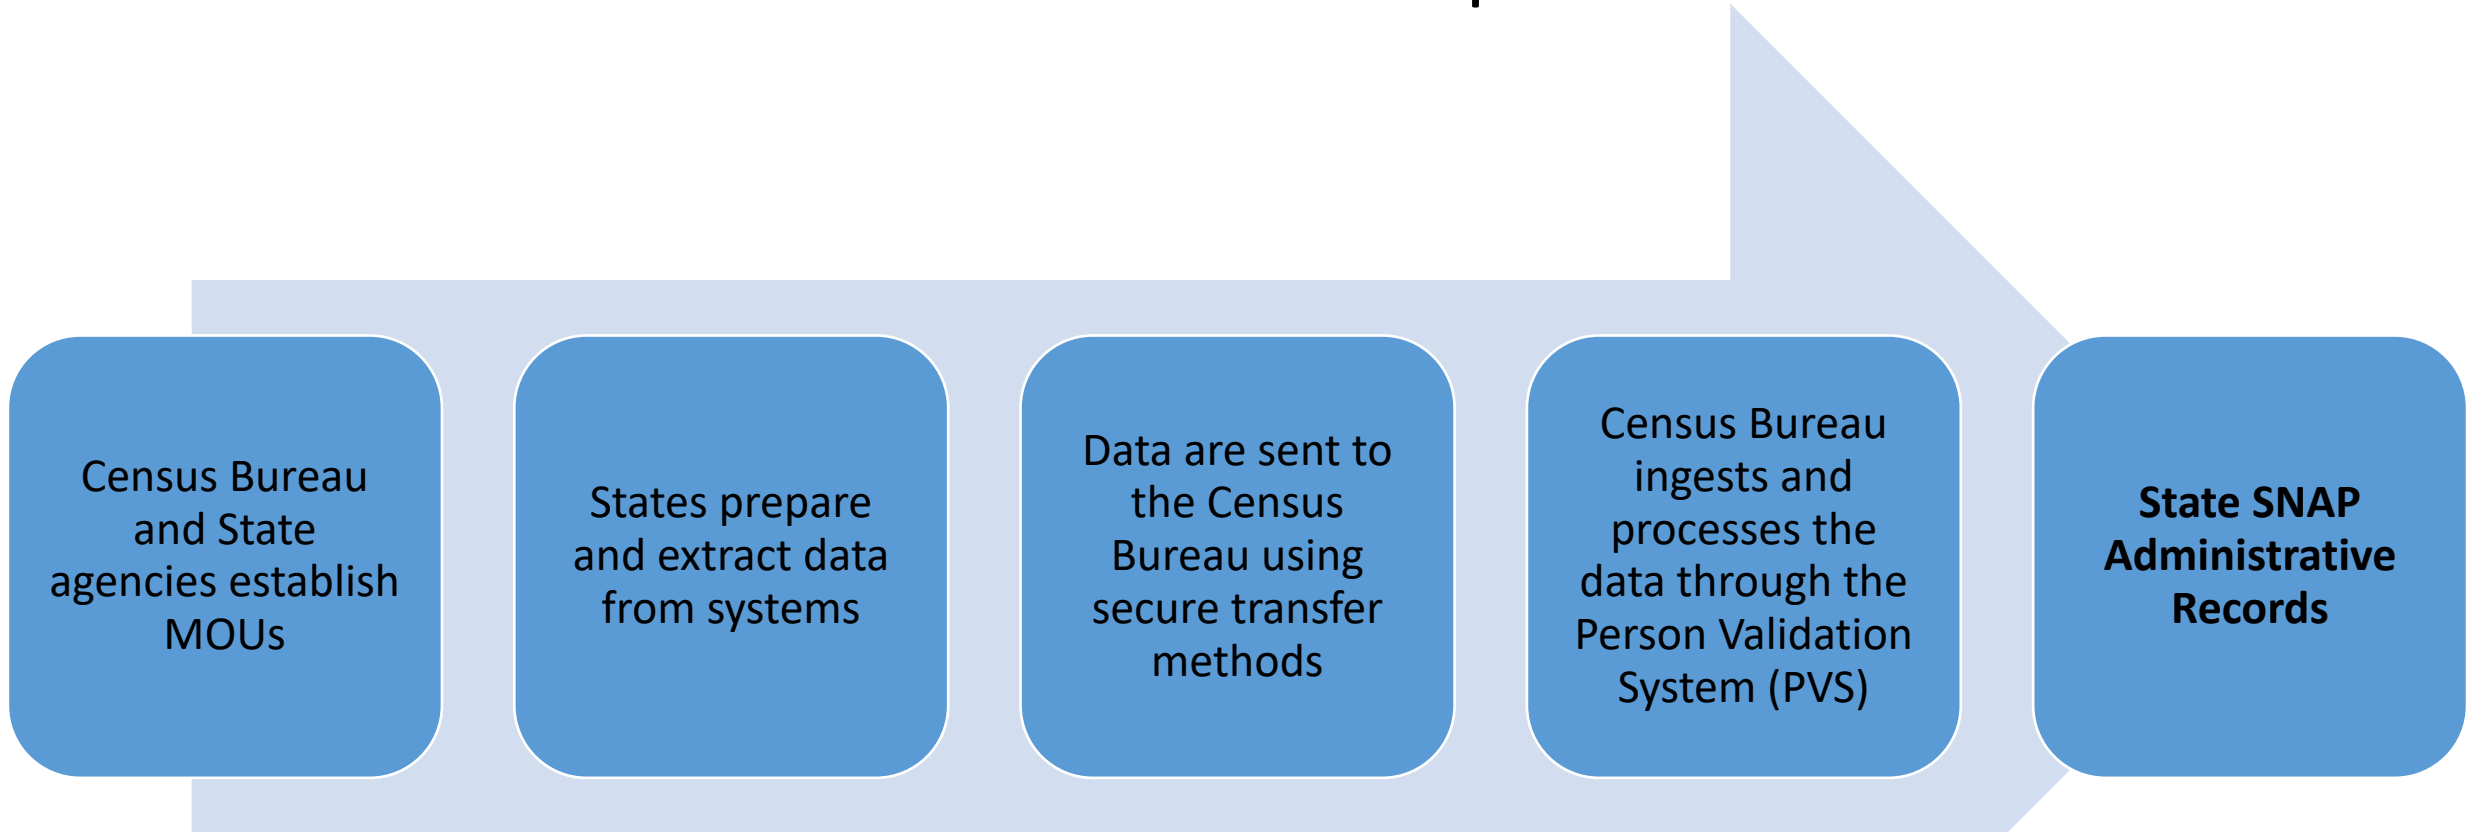 Census Bureau
and State
agencies establish
MOUs
States prepare
and extract data
from systems
Data are sent to
the Census
Bureau using
secure transfer
methods
Census Bureau
ingests and
processes the
data through the
Person Validation
System (PVS)
State SNAP
Administrative
Records